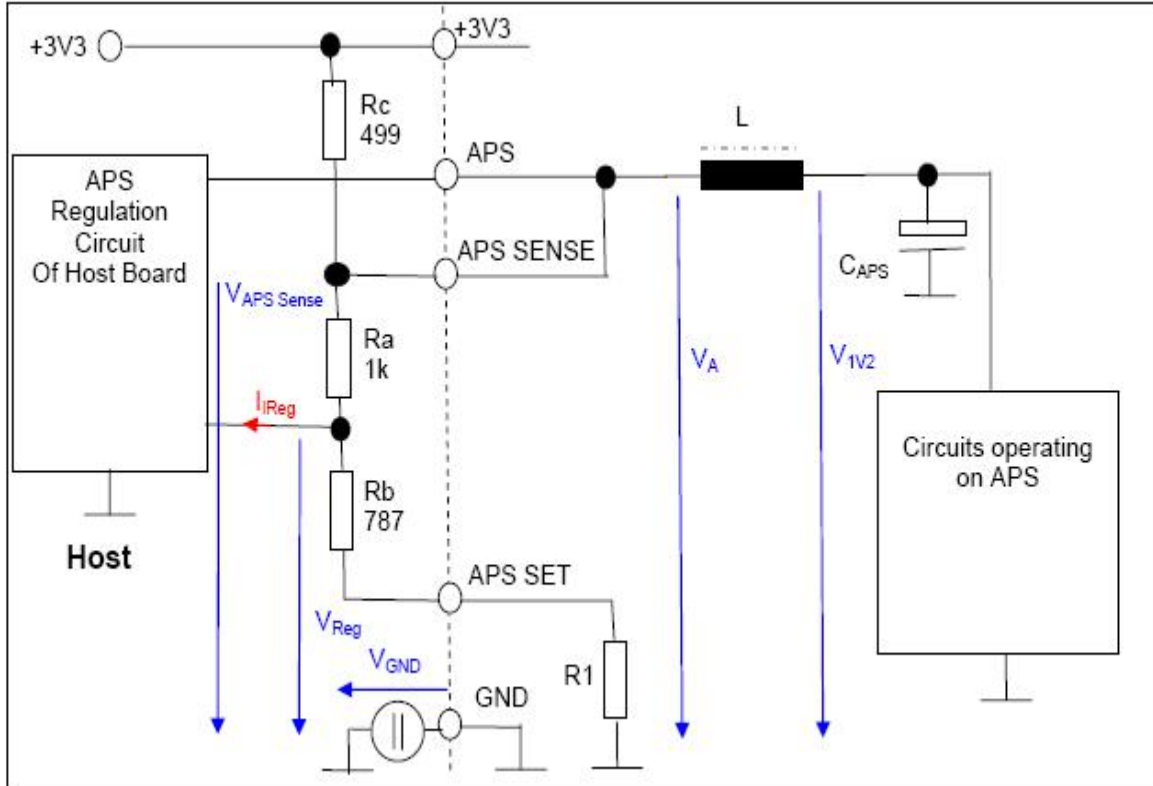 +3V3
+3V3
Rc
499
L
APS
APS
Regulation
Circuit
Of Host Board
APS SENSE
CAPS
VAPS Sense
Ra
1k
VA
V1V2
IIReg
Circuits operating
on APS
Rb
787
Host
APS SET
VReg
VGND
R1
GND